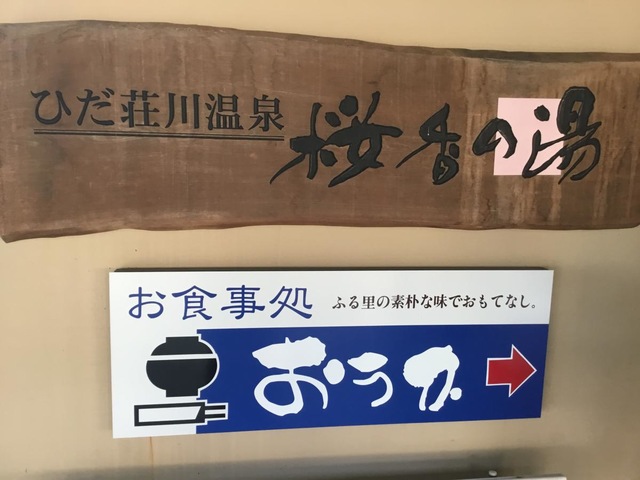 ひだ荘川温泉 桜香の湯
お食事処 ふる里の素朴な味でおもてなし。
おうか